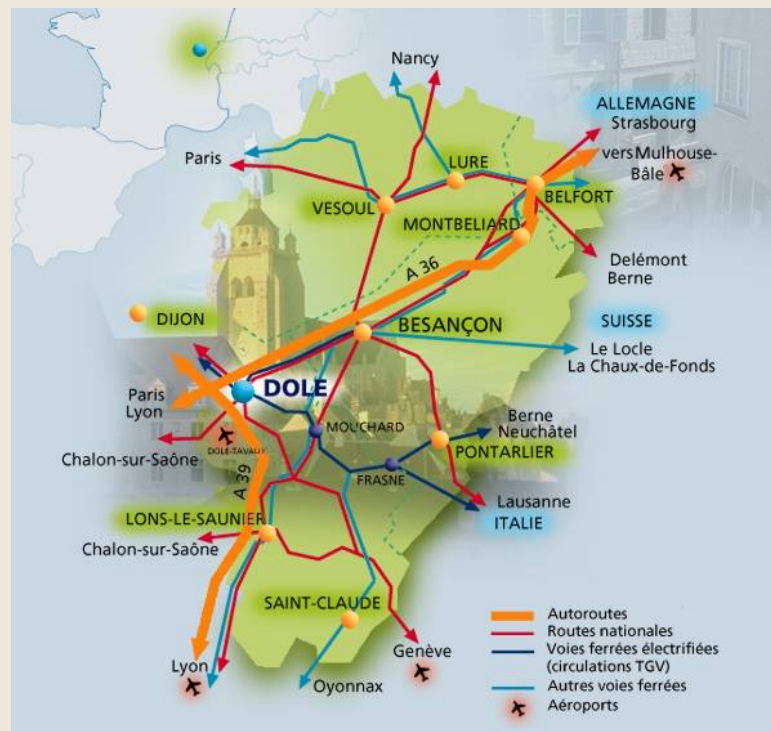 Nancy
ALLEMAGNE
Strasbourg
vers Mulhouse-
Bâle
Paris
LURE
VESOUL
BELFORT
MONTBELIARD
Delémont
Berne
A 36
DIJON
BESANÇON
SUISSE
Le Locle
La Chaux-de-Fonds
DOLE
Paris
Lyon
Berne
Neuchâtel
MOUCHARD
PONTARLIER
DOLE-TAVAUX
Chalon-sur-Saône
FRASNE
A 39
Lausanne
ITALIE
LONS-LE-SAUNIER
Chalon-sur-Saône
SAINT-CLAUDE
Lyon
Genève
Oyonnax
Autoroutes
Routes nationales
Voies ferrées électrifiées
(circulations TGV)
Autres voies ferrées
Aéroports